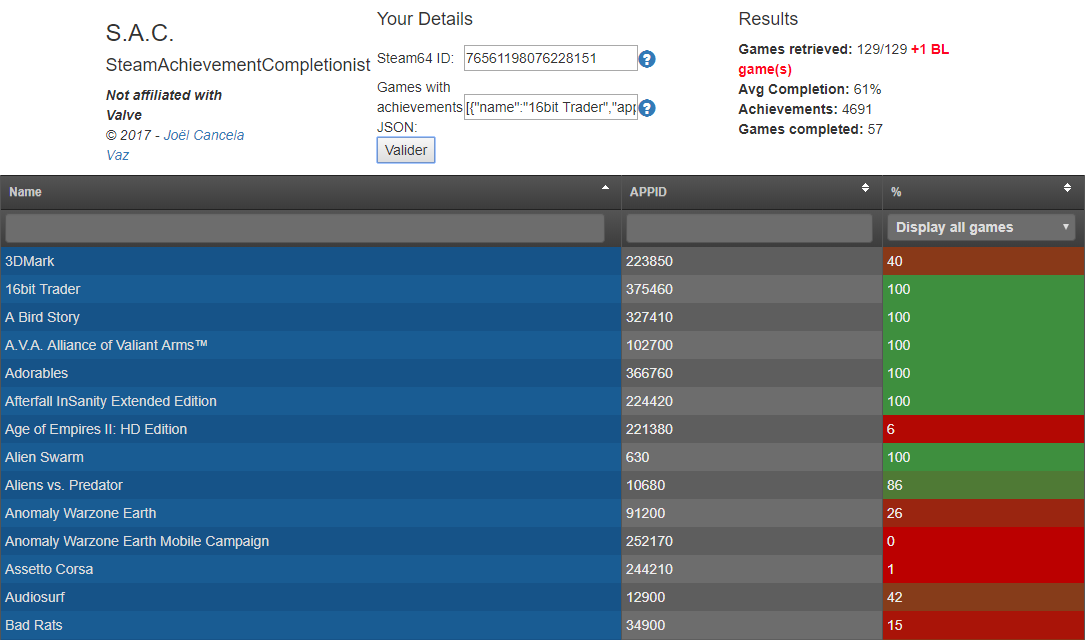 S.A.C.
SteamAchievementCompletionist
Not affiliated with
Valve
© 2017 - Joël Cancela
Vaz
Your Details
Steam64 ID: 76561198076228151 ?
Games with
achievements [{"name":"16bit Trader","app ?
JSON:
Valider
Results
Games retrieved: 129/129 +1 BL
game(s)
Avg Completion: 61%
Achievements: 4691
Games completed: 57
Name APPID %
Display all games
3DMark 223850 40
16bit Trader 375460 100
A Bird Story 327410 100
A.V.A. Alliance of Valiant Arms™ 102700 100
Adorables 366760 100
Afterfall InSanity Extended Edition 224420 100
Age of Empires II: HD Edition 221380 6
Alien Swarm 630 100
Aliens vs. Predator 10680 86
Anomaly Warzone Earth 91200 26
Anomaly Warzone Earth Mobile Campaign 252170 0
Assetto Corsa 244210 1
Audiosurf 12900 42
Bad Rats 34900 15